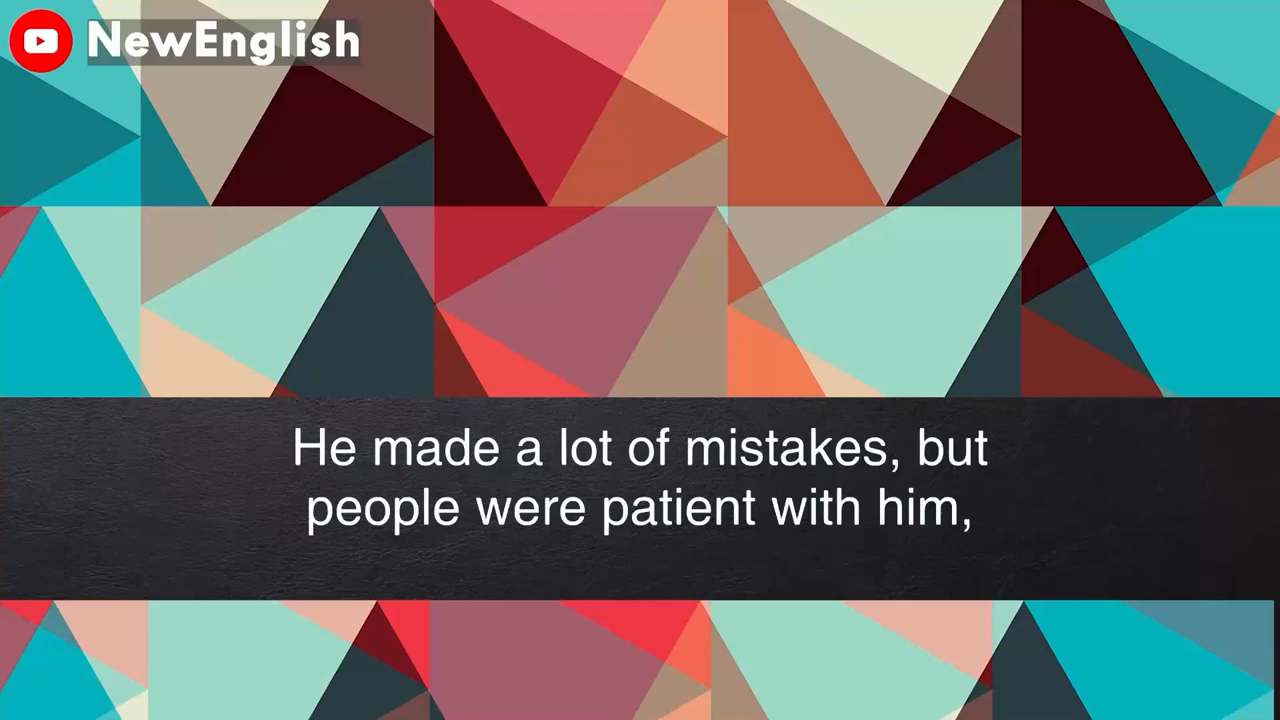 NewEnglish
He made a lot of mistakes, but
people were patient with him,